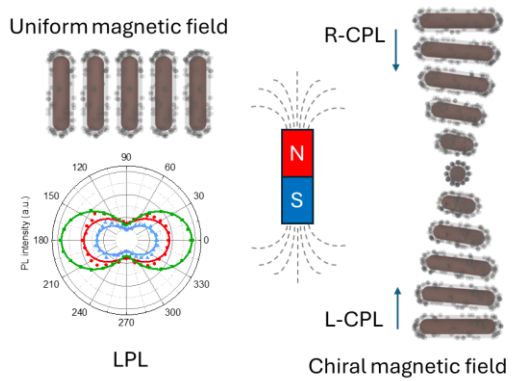 Uniform magnetic field
R-CPL
N
S
90
120
60
150
30
180
0
210
330
240
300
270
PL intensity (a.u.)
LPL
L-CPL
Chiral magnetic field